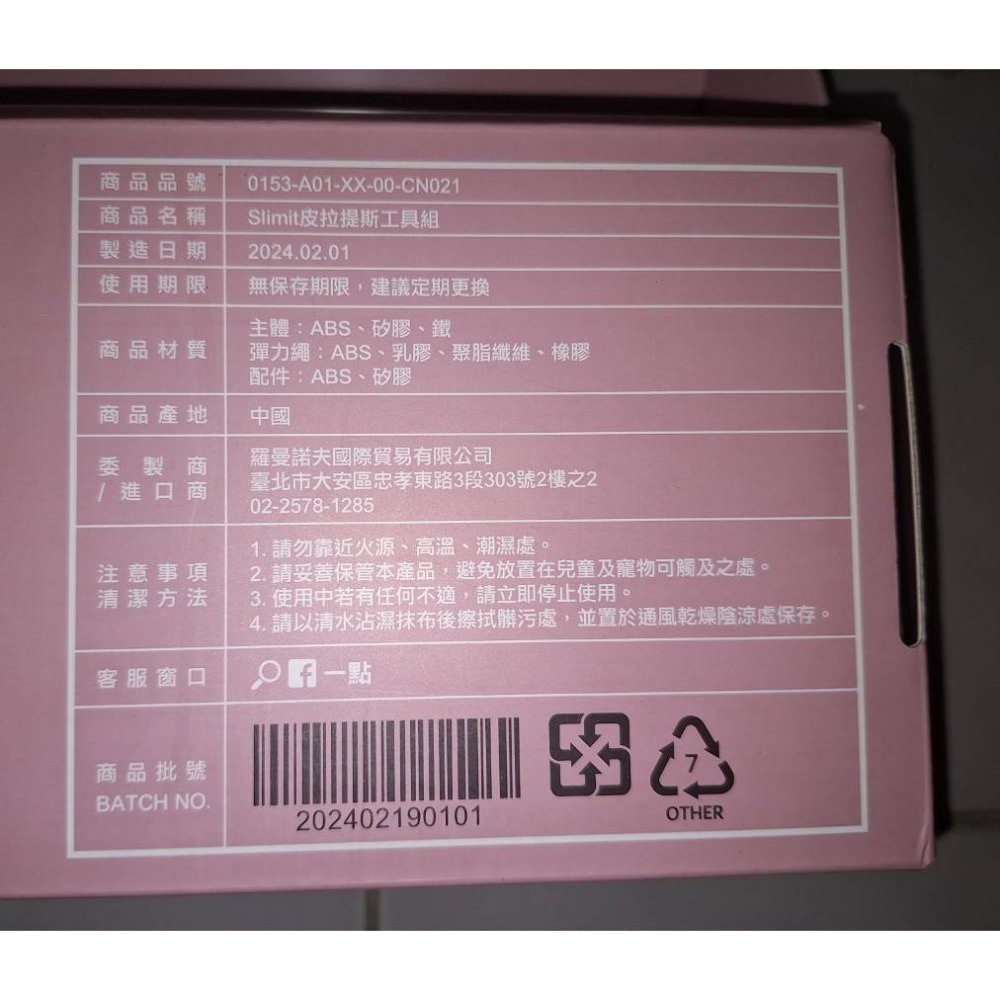 商品品號 0153-A01-XX-00-CN021
商品名稱 Slimit皮拉提斯工具組
製造日期 2024.02.01
使用期限 無保存期限，建議定期更換
商品材質 主體：ABS、矽膠、鐵
彈力繩：ABS、乳膠、聚脂纖維、橡膠
配件：ABS、矽膠
商品產地 中國
委製商
/進口商
羅曼諾夫國際貿易有限公司
臺北市大安區忠孝東路3段303號2樓之2
02-2578-1285
注意事項
清潔方法
1. 請勿靠近火源、高溫、潮濕處。
2. 請妥善保管本產品，避免放置在兒童及寵物可觸及之處。
3. 使用中若有任何不適，請立即停止使用。
4. 請以清水沾濕抹布後擦拭髒污處，並置於通風乾燥陰涼處保存。
客服窗口 f 一點
商品批號
BATCH NO.
202402190101
7
OTHER